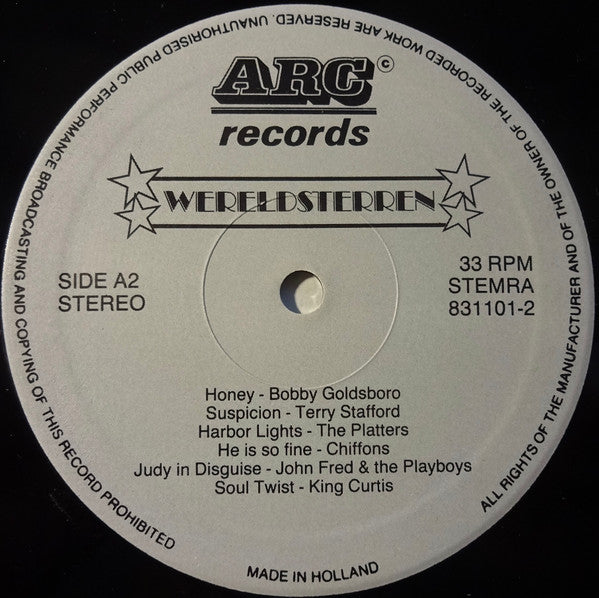 ARC ©
records
WERELDSTERREN
SIDE A2
STEREO
33 RPM
STEMRA
831101-2
Honey - Bobby Goldsboro
Suspicion - Terry Stafford
Harbor Lights - The Platters
He is so fine - Chiffons
Judy in Disguise - John Fred & the Playboys
Soul Twist - King Curtis
ALL RIGHTS OF THE MANUFACTURER AND OF THE OWNER OF THE RECORDED WORK ARE RESERVED. UNAUTHORISED PUBLIC PERFORMANCE BROADCASTING AND COPYING OF THIS RECORD PROHIBITED
MADE IN HOLLAND